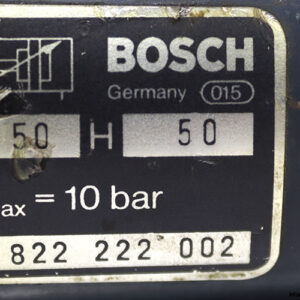 BOSCH
Germany 015
50 H 50
ax = 10 bar
822 222 002